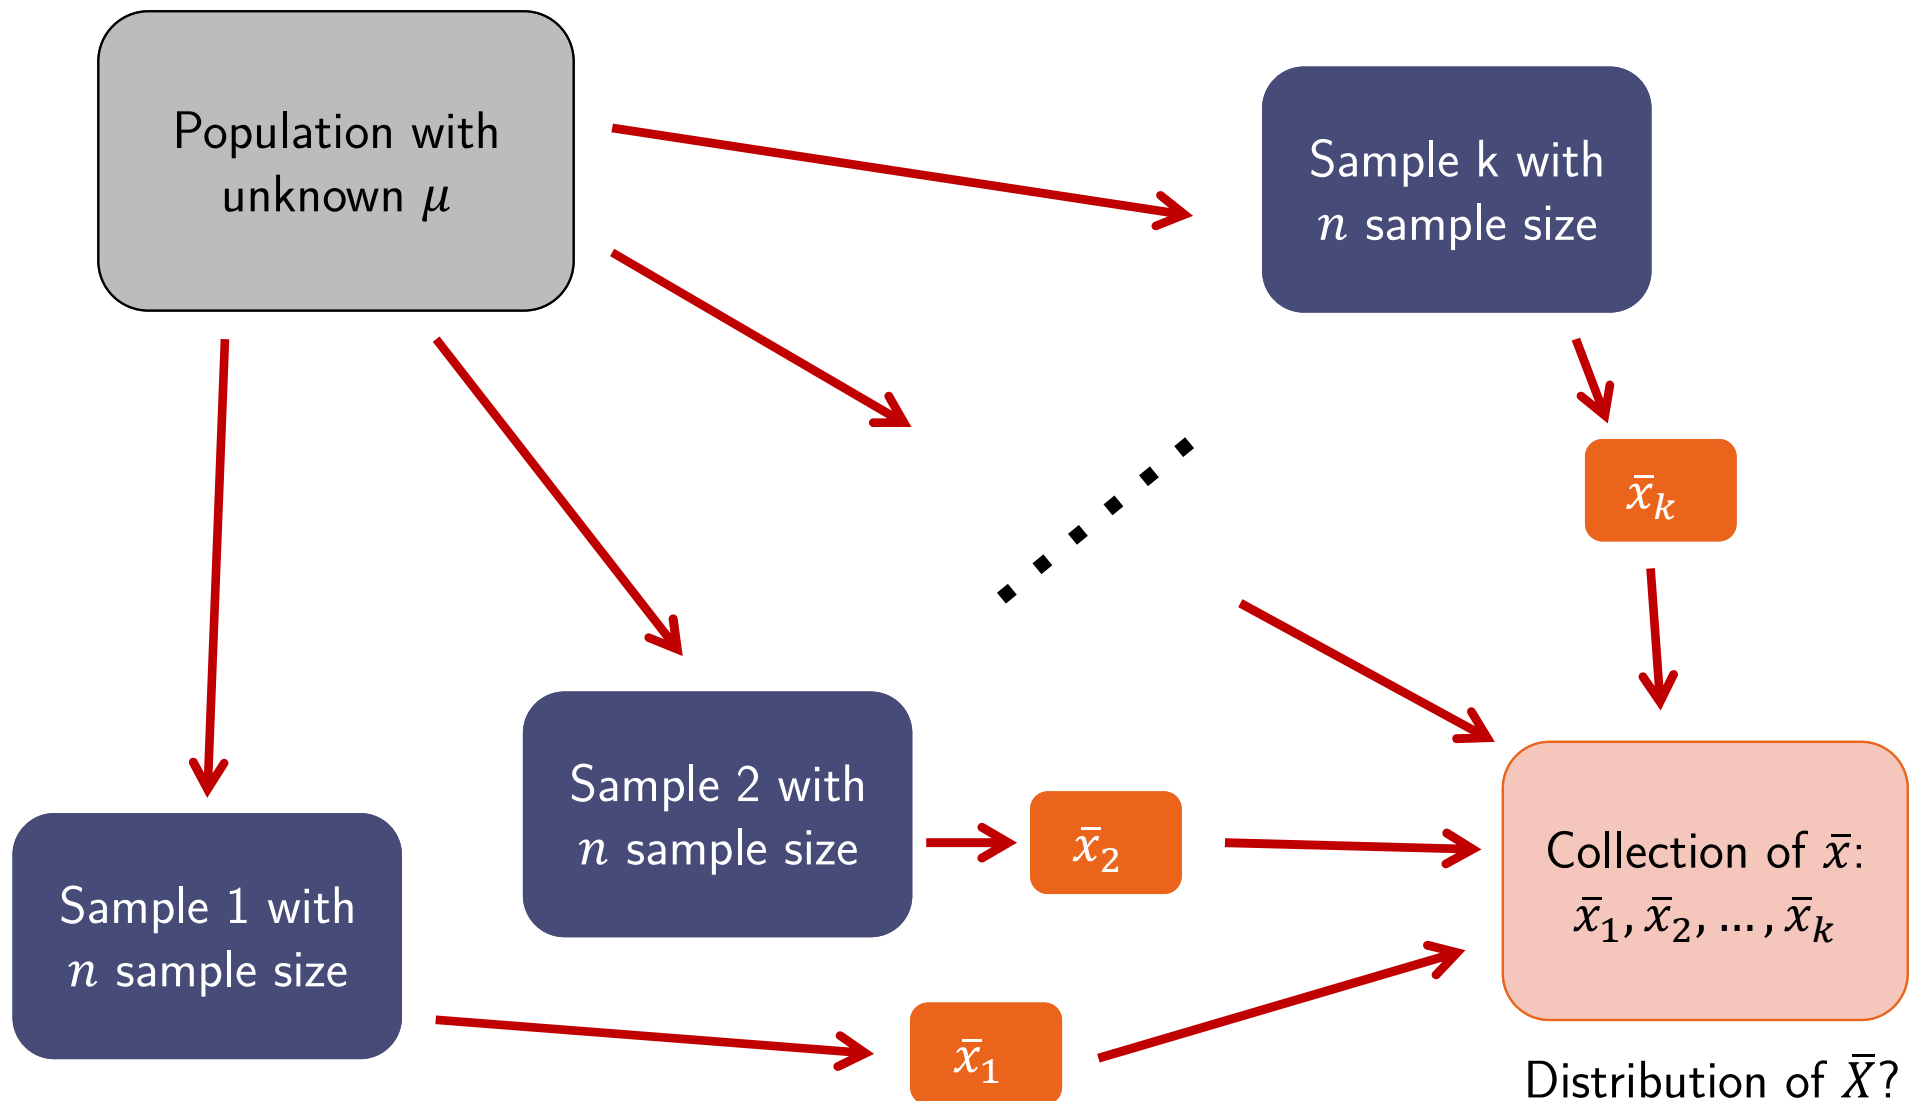 Population with
unknown μ
Sample k with
n sample size
x̄ₖ
Sample 2 with
n sample size
x̄₂
Collection of x̄:
x̄₁, x̄₂, … , x̄ₖ
Sample 1 with
n sample size
x̄₁
Distribution of X̄?